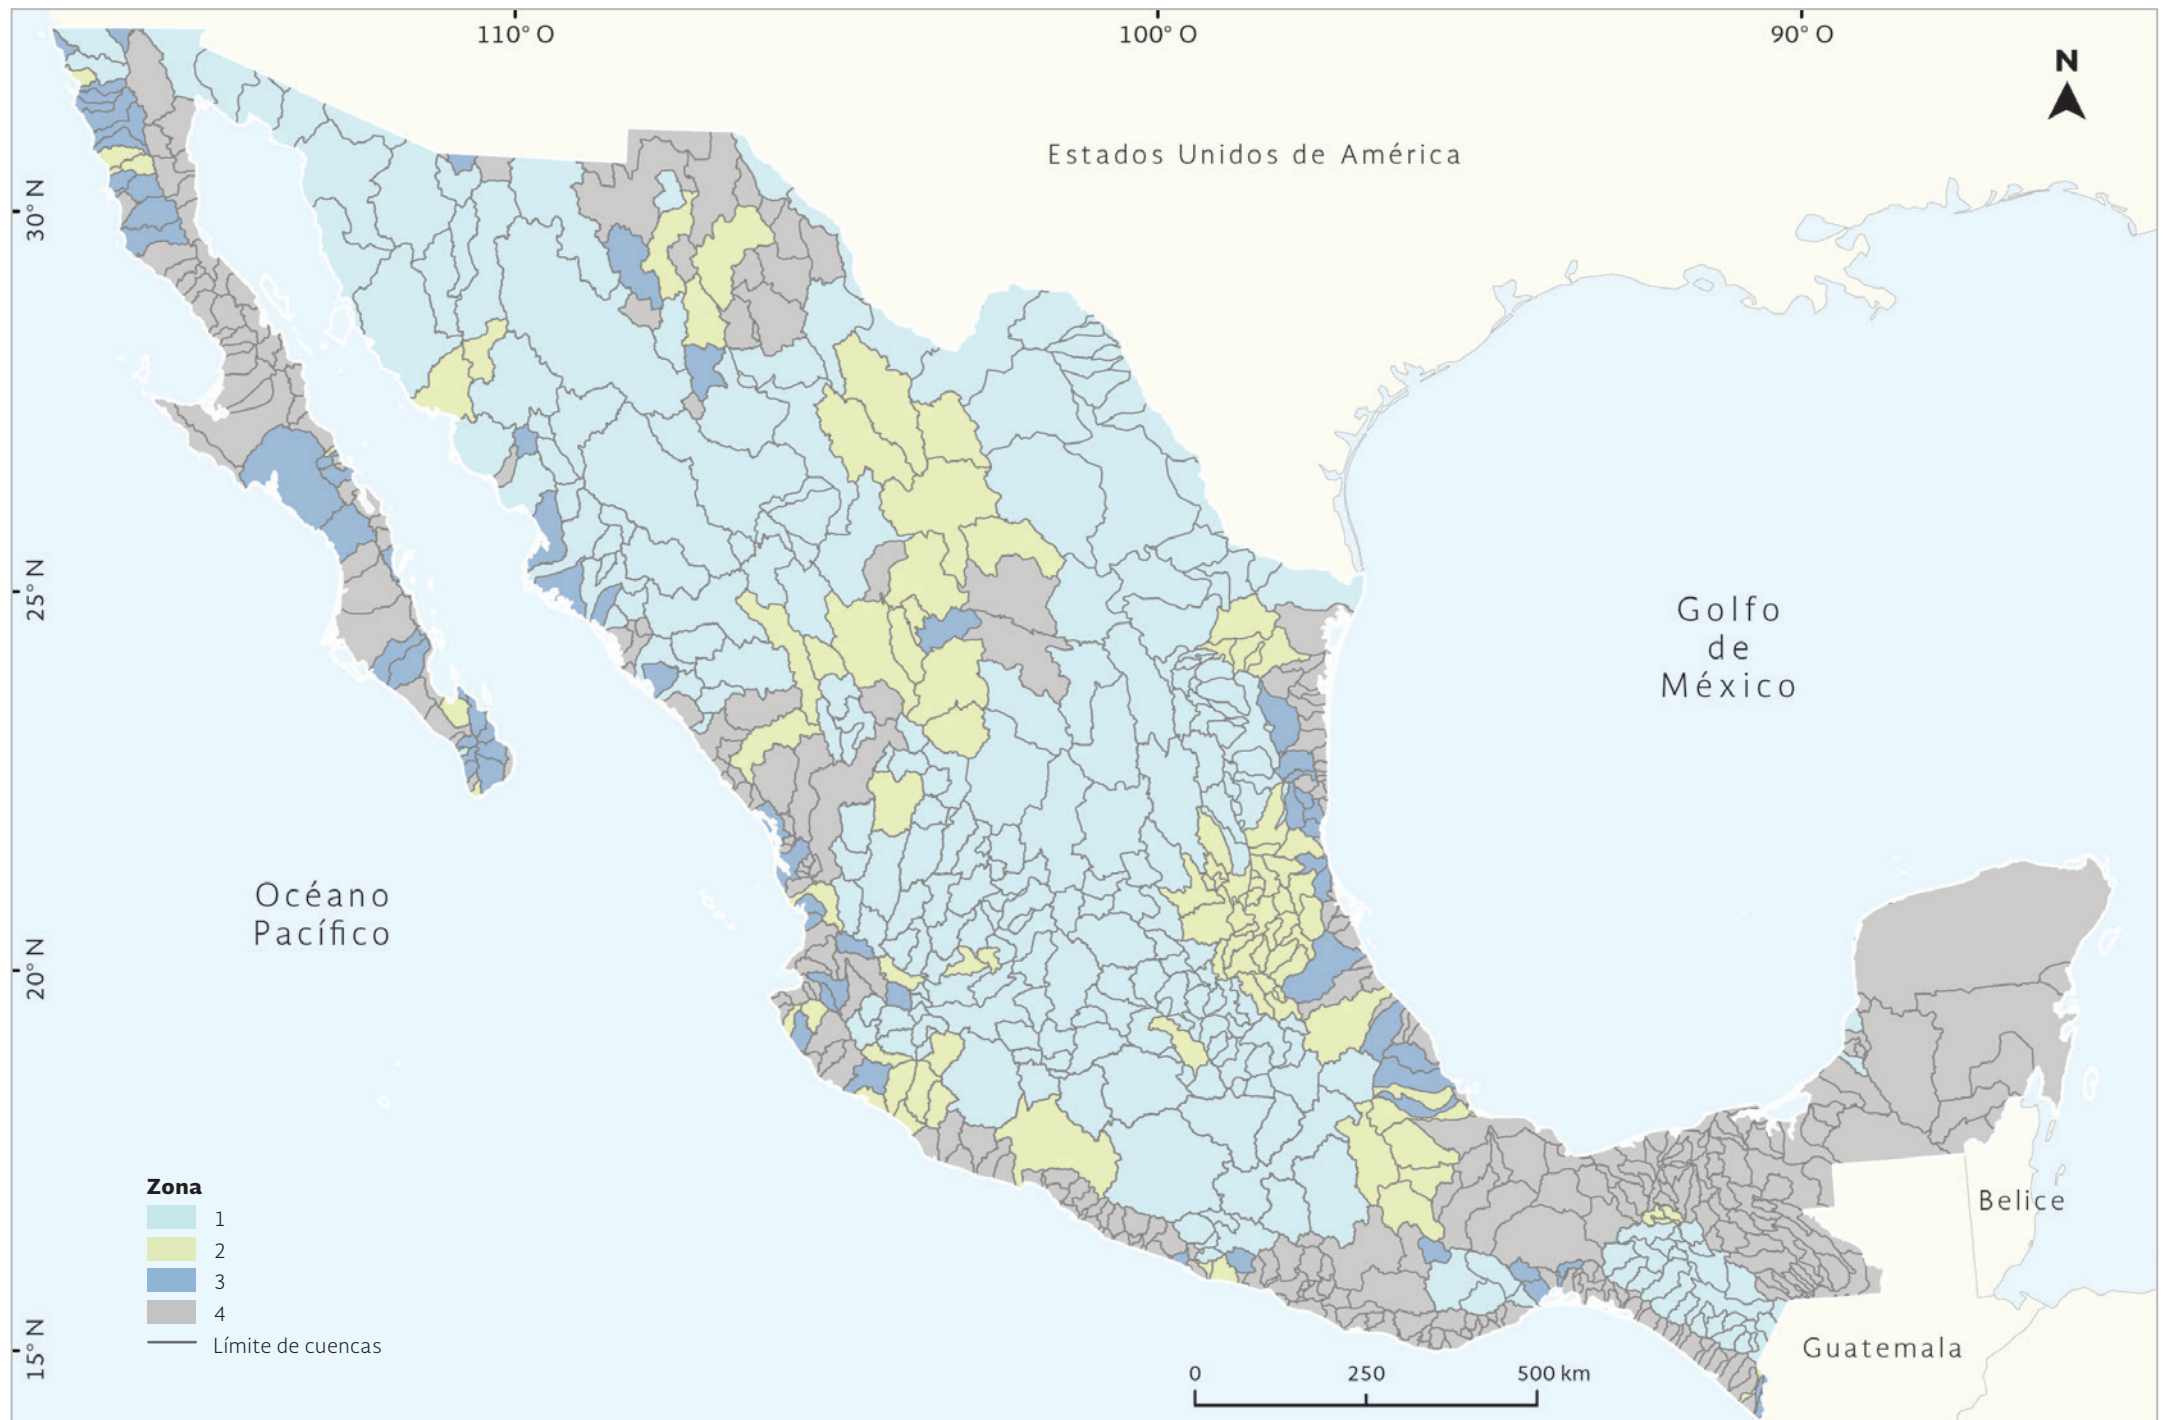 110° O
100° O
90° O
N
Estados Unidos de América
30° N
25° N
Golfo
de
México
Océano
Pacífico
20° N
Zona
1
2
3
4
Límite de cuencas
Belice
Guatemala
15° N
0
250
500 km